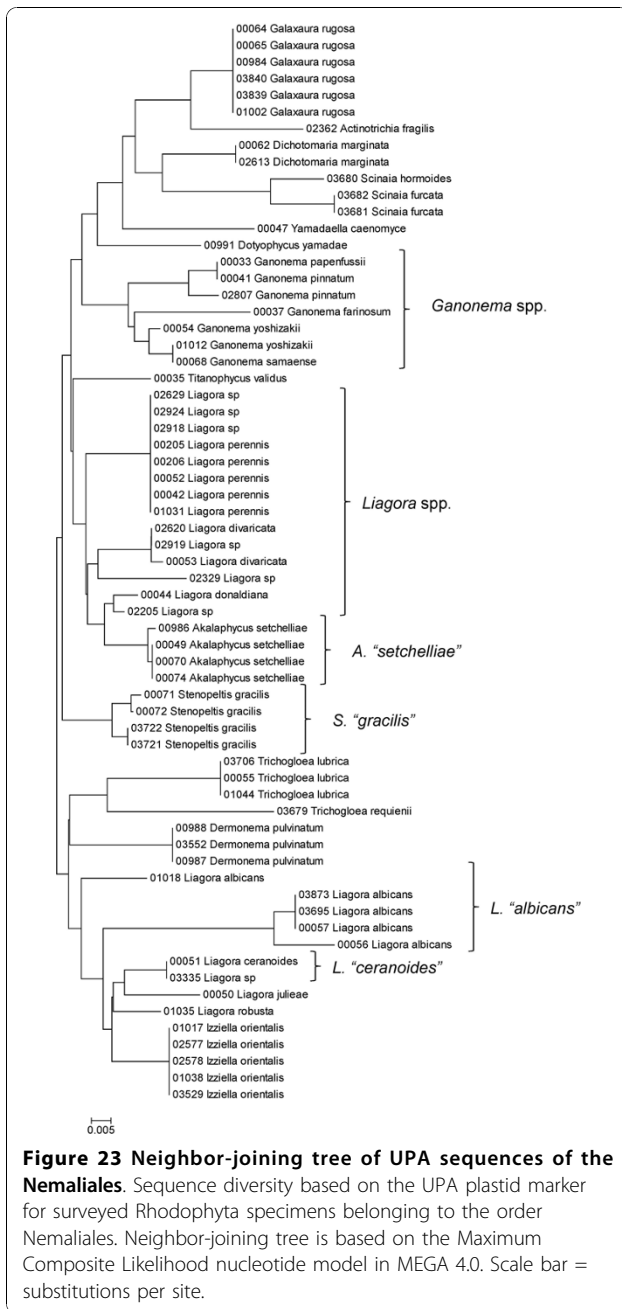 00064 Galaxaura rugosa
00065 Galaxaura rugosa
00984 Galaxaura rugosa
03840 Galaxaura rugosa
03839 Galaxaura rugosa
01002 Galaxaura rugosa
02362 Actinotrichia fragilis
00062 Dichotomaria marginata
02613 Dichotomaria marginata
03680 Scinaia hormoides
03682 Scinaia furcata
03681 Scinaia furcata
00047 Yamadaella caenomyce
00991 Dotyophycus yamadae
00033 Ganonema papenfussii
00041 Ganonema pinnatum
02807 Ganonema pinnatum
00037 Ganonema farinosum
00054 Ganonema yoshizakii
01012 Ganonema yoshizakii
00068 Ganonema samaense
Ganonema spp.
00035 Titanophycus validus
02629 Liagora sp
02924 Liagora sp
02918 Liagora sp
00205 Liagora perennis
00206 Liagora perennis
00052 Liagora perennis
00042 Liagora perennis
01031 Liagora perennis
02620 Liagora divaricata
02919 Liagora sp
00053 Liagora divaricata
02329 Liagora sp
00044 Liagora donaldiana
02205 Liagora sp
Liagora spp.
00986 Akalaphycus setchelliae
00049 Akalaphycus setchelliae
00070 Akalaphycus setchelliae
00074 Akalaphycus setchelliae
A. “setchelliae”
00071 Stenopeltis gracilis
00072 Stenopeltis gracilis
03722 Stenopeltis gracilis
03721 Stenopeltis gracilis
S. “gracilis”
03706 Trichogloea lubrica
00055 Trichogloea lubrica
01044 Trichogloea lubrica
03679 Trichogloea requienii
00988 Dermonema pulvinatum
03552 Dermonema pulvinatum
00987 Dermonema pulvinatum
01018 Liagora albicans
03873 Liagora albicans
03695 Liagora albicans
00057 Liagora albicans
00056 Liagora albicans
L. “albicans”
00051 Liagora ceranoides
03335 Liagora sp
L. “ceranoides”
00050 Liagora julieae
01035 Liagora robusta
01017 Izziella orientalis
02577 Izziella orientalis
02578 Izziella orientalis
01038 Izziella orientalis
03529 Izziella orientalis
0.005
Figure 23 Neighbor-joining tree of UPA sequences of the
Nemaliales. Sequence diversity based on the UPA plastid marker
for surveyed Rhodophyta specimens belonging to the order
Nemaliales. Neighbor-joining tree is based on the Maximum
Composite Likelihood nucleotide model in MEGA 4.0. Scale bar =
substitutions per site.